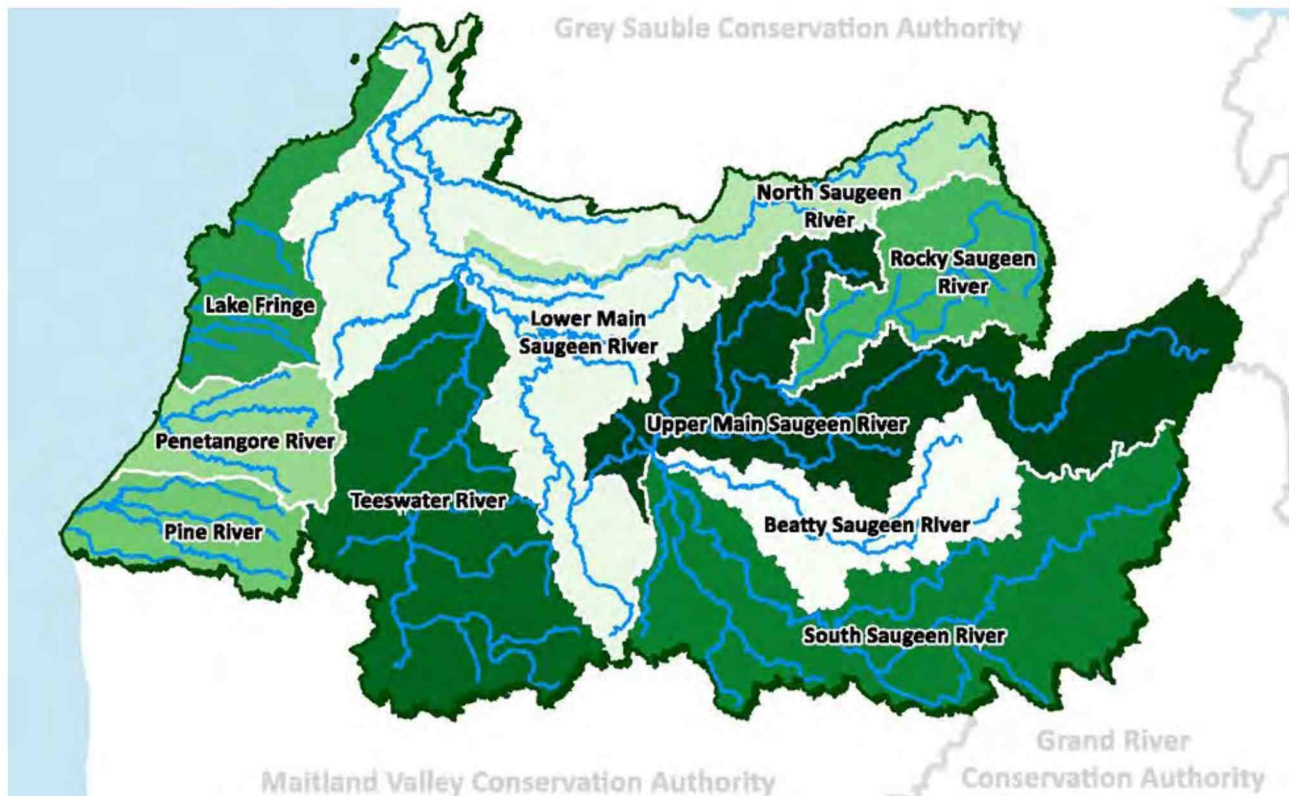 Grey Sauble Conservation Authority
North Saugeen
River
Rocky Saugeen
River
Lake Fringe
Lower Main
Saugeen River
Upper Main Saugeen River
Penetangore River
Teeswater River
Beatty Saugeen River
Pine River
South Saugeen River
Grand River
Conservation Authority
Maitland Valley Conservation Authority